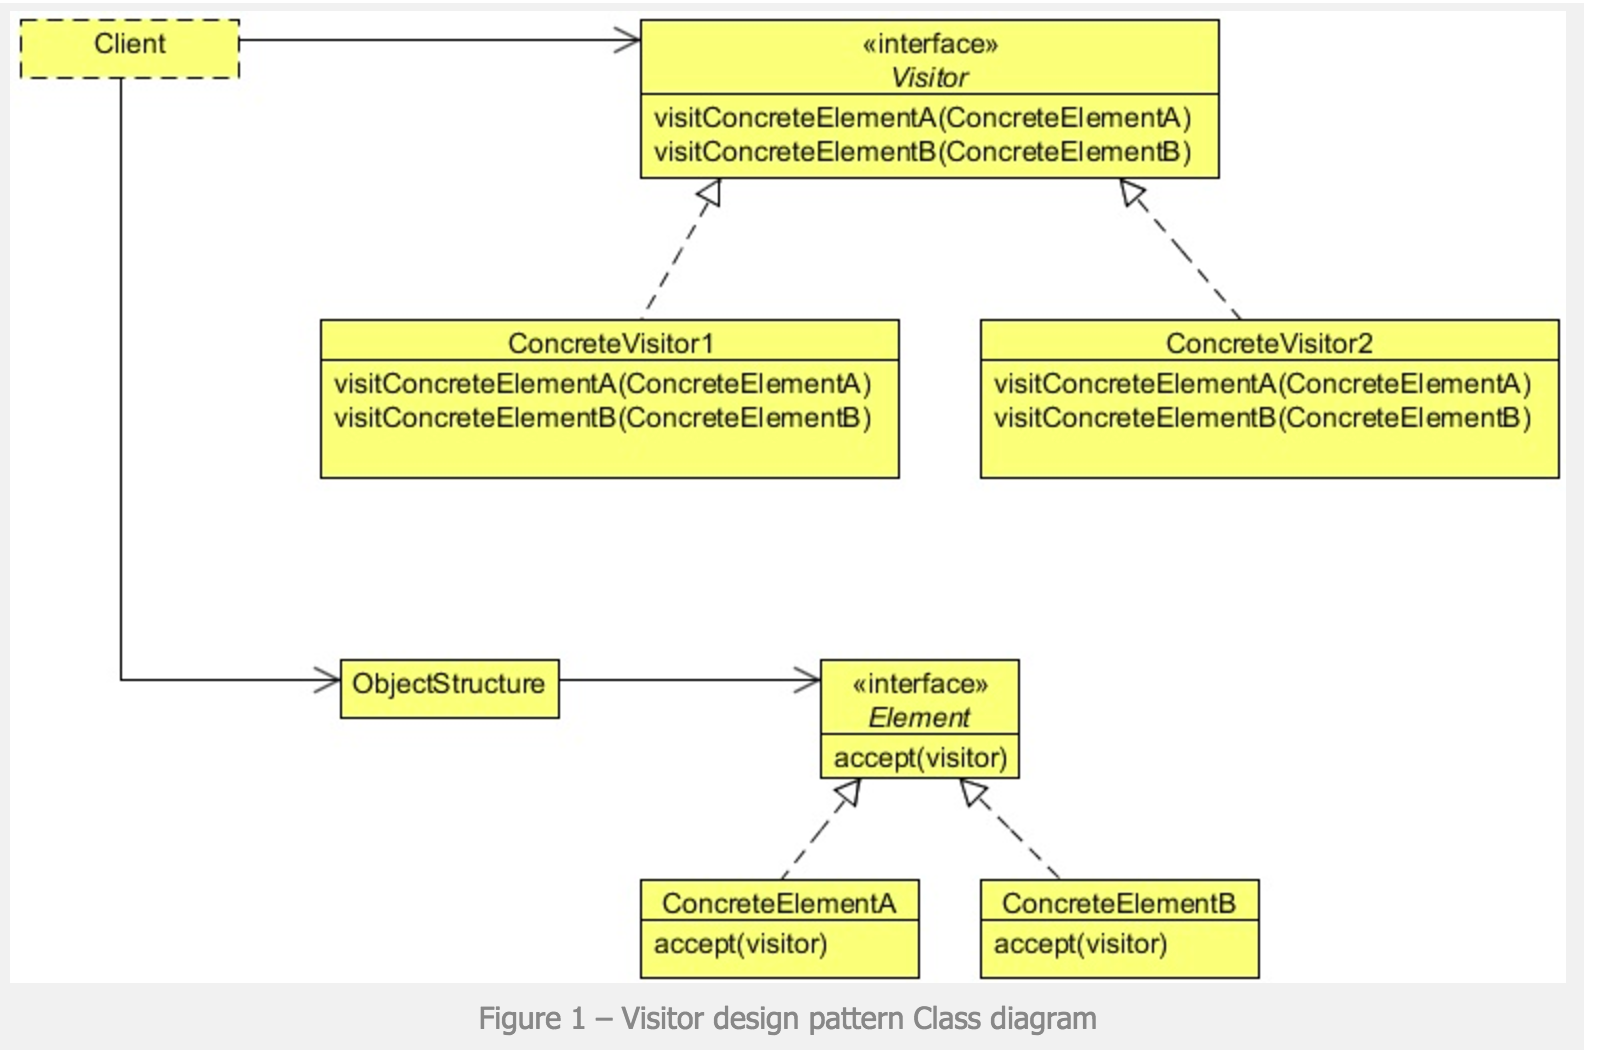 Client
«interface»
Visitor
visitConcreteElementA(ConcreteElementA)
visitConcreteElementB(ConcreteElementB)
ConcreteVisitor1
visitConcreteElementA(ConcreteElementA)
visitConcreteElementB(ConcreteElementB)
ConcreteVisitor2
visitConcreteElementA(ConcreteElementA)
visitConcreteElementB(ConcreteElementB)
ObjectStructure
«interface»
Element
accept(visitor)
ConcreteElementA
accept(visitor)
ConcreteElementB
accept(visitor)
Figure 1 – Visitor design pattern Class diagram